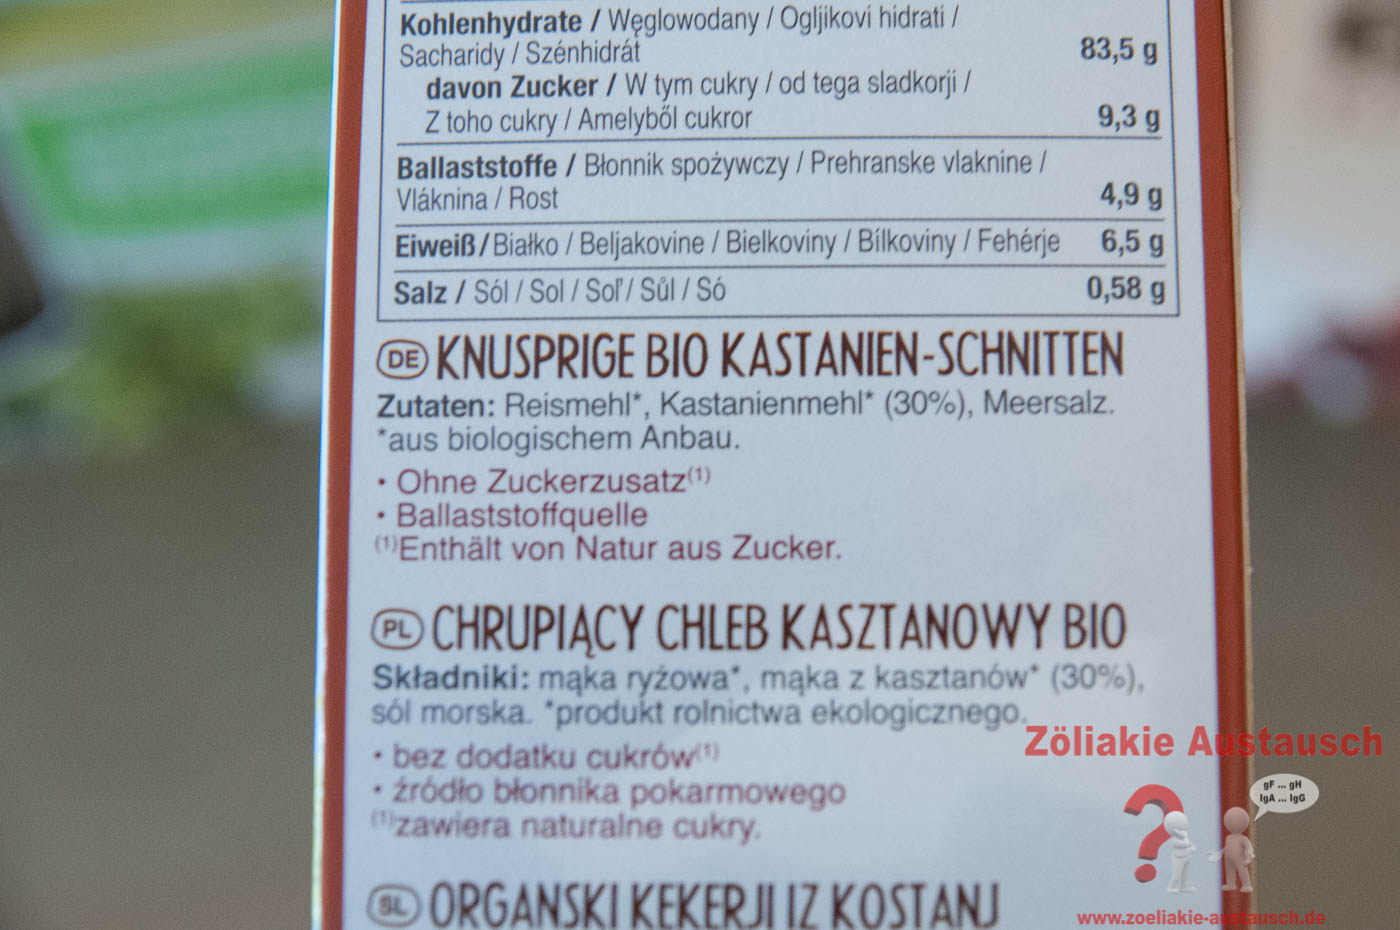 Kohlenhydrate / Węglowodany / Ogljikovi hidrati /
Sacharidy / Szénhidrát 83,5 g
davon Zucker / W tym cukry / od tega sladkorji /
Z toho cukry / Amelyből cukror 9,3 g
Ballaststoffe / Błonnik spożywczy / Prehranske vlaknine /
Vláknina / Rost 4,9 g
Eiweiß / Białko / Beljakovine / Bielkoviny / Bílkoviny / Fehérje 6,5 g
Salz / Sól / Sol / Soľ / Sůl / Só 0,58 g
DE KNUSPRIGE BIO KASTANIEN-SCHNITTEN
Zutaten: Reismehl*, Kastanienmehl* (30%), Meersalz.
*aus biologischem Anbau.
• Ohne Zuckerzusatz(1)
• Ballaststoffquelle
(1)Enthält von Natur aus Zucker.
PL CHRUPIĄCY CHLEB KASZTANOWY BIO
Składniki: mąka ryżowa*, mąka z kasztanów* (30%),
sól morska. *produkt rolnictwa ekologicznego.
• bez dodatku cukrów(1)
• źródło błonnika pokarmowego
(1)zawiera naturalne cukry.
SL ORGANSKI KEKERJI IZ KOSTANJ
Zöliakie Austausch
gF ... gH
IgA ... IgG
?
www.zoeliakie-austausch.de